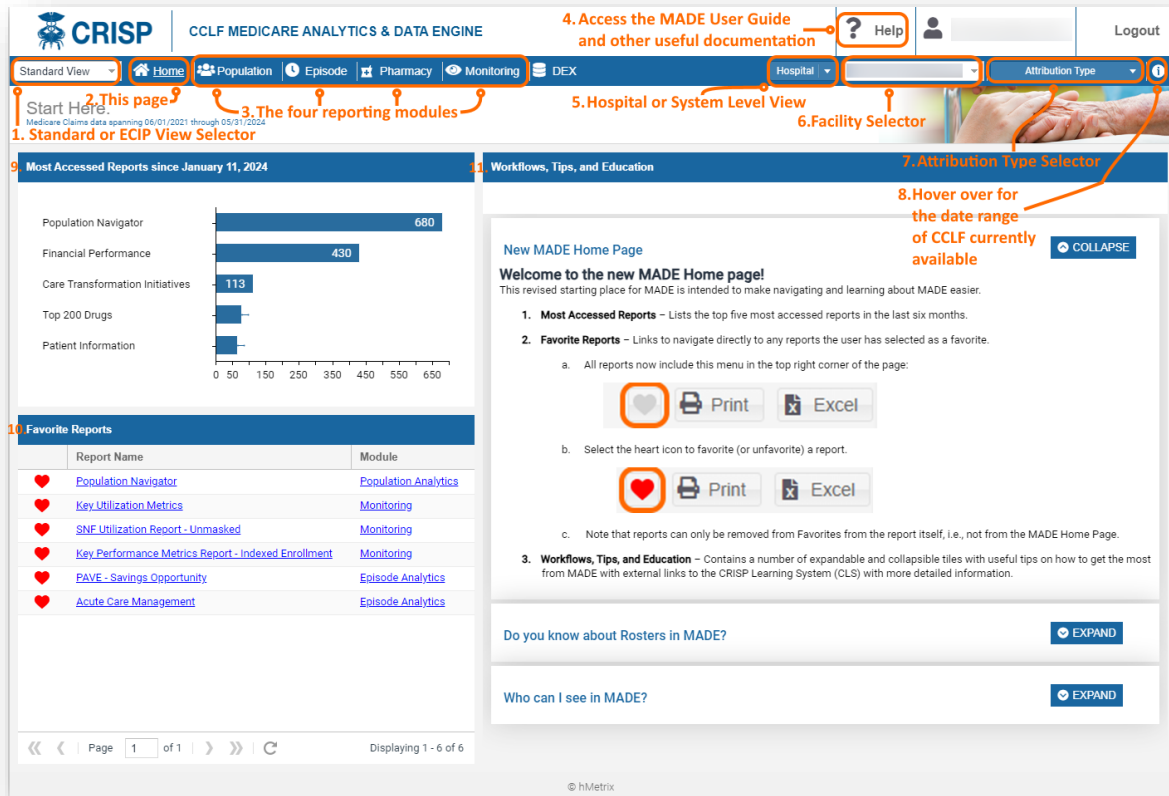 CRISP
CCLF MEDICARE ANALYTICS & DATA ENGINE
4. Access the MADE User Guide
and other useful documentation
? Help
Logout
Standard View
Home
Population
Episode
Pharmacy
Monitoring
DEX
Hospital
Attribution Type
2. This page
3. The four reporting modules
5. Hospital or System Level View
6. Facility Selector
Start Here.
Medicare Claims data spanning 06/01/2021 through 05/31/2024
1. Standard or ECIP View Selector
7. Attribution Type Selector
8. Hover over for
the date range
of CCLF currently
available
9. Most Accessed Reports since January 11, 2024
Population Navigator
680
Financial Performance
430
Care Transformation Initiatives
113
Top 200 Drugs
Patient Information
0 50 150 250 350 450 550 650
10. Favorite Reports
Report Name Module
Population Navigator Population Analytics
Key Utilization Metrics Monitoring
SNF Utilization Report - Unmasked Monitoring
Key Performance Metrics Report - Indexed Enrollment Monitoring
PAVE - Savings Opportunity Episode Analytics
Acute Care Management Episode Analytics
Page 1 of 1
Displaying 1 - 6 of 6
11. Workflows, Tips, and Education
New MADE Home Page
COLLAPSE
Welcome to the new MADE Home page!
This revised starting place for MADE is intended to make navigating and learning about MADE easier.
1. Most Accessed Reports – Lists the top five most accessed reports in the last six months.
2. Favorite Reports – Links to navigate directly to any reports the user has selected as a favorite.
a. All reports now include this menu in the top right corner of the page:
Print Excel
b. Select the heart icon to favorite (or unfavorite) a report.
Print Excel
c. Note that reports can only be removed from Favorites from the report itself, i.e., not from the MADE Home Page.
3. Workflows, Tips, and Education – Contains a number of expandable and collapsible tiles with useful tips on how to get the most
from MADE with external links to the CRISP Learning System (CLS) with more detailed information.
Do you know about Rosters in MADE?
EXPAND
Who can I see in MADE?
EXPAND
© hMetrix